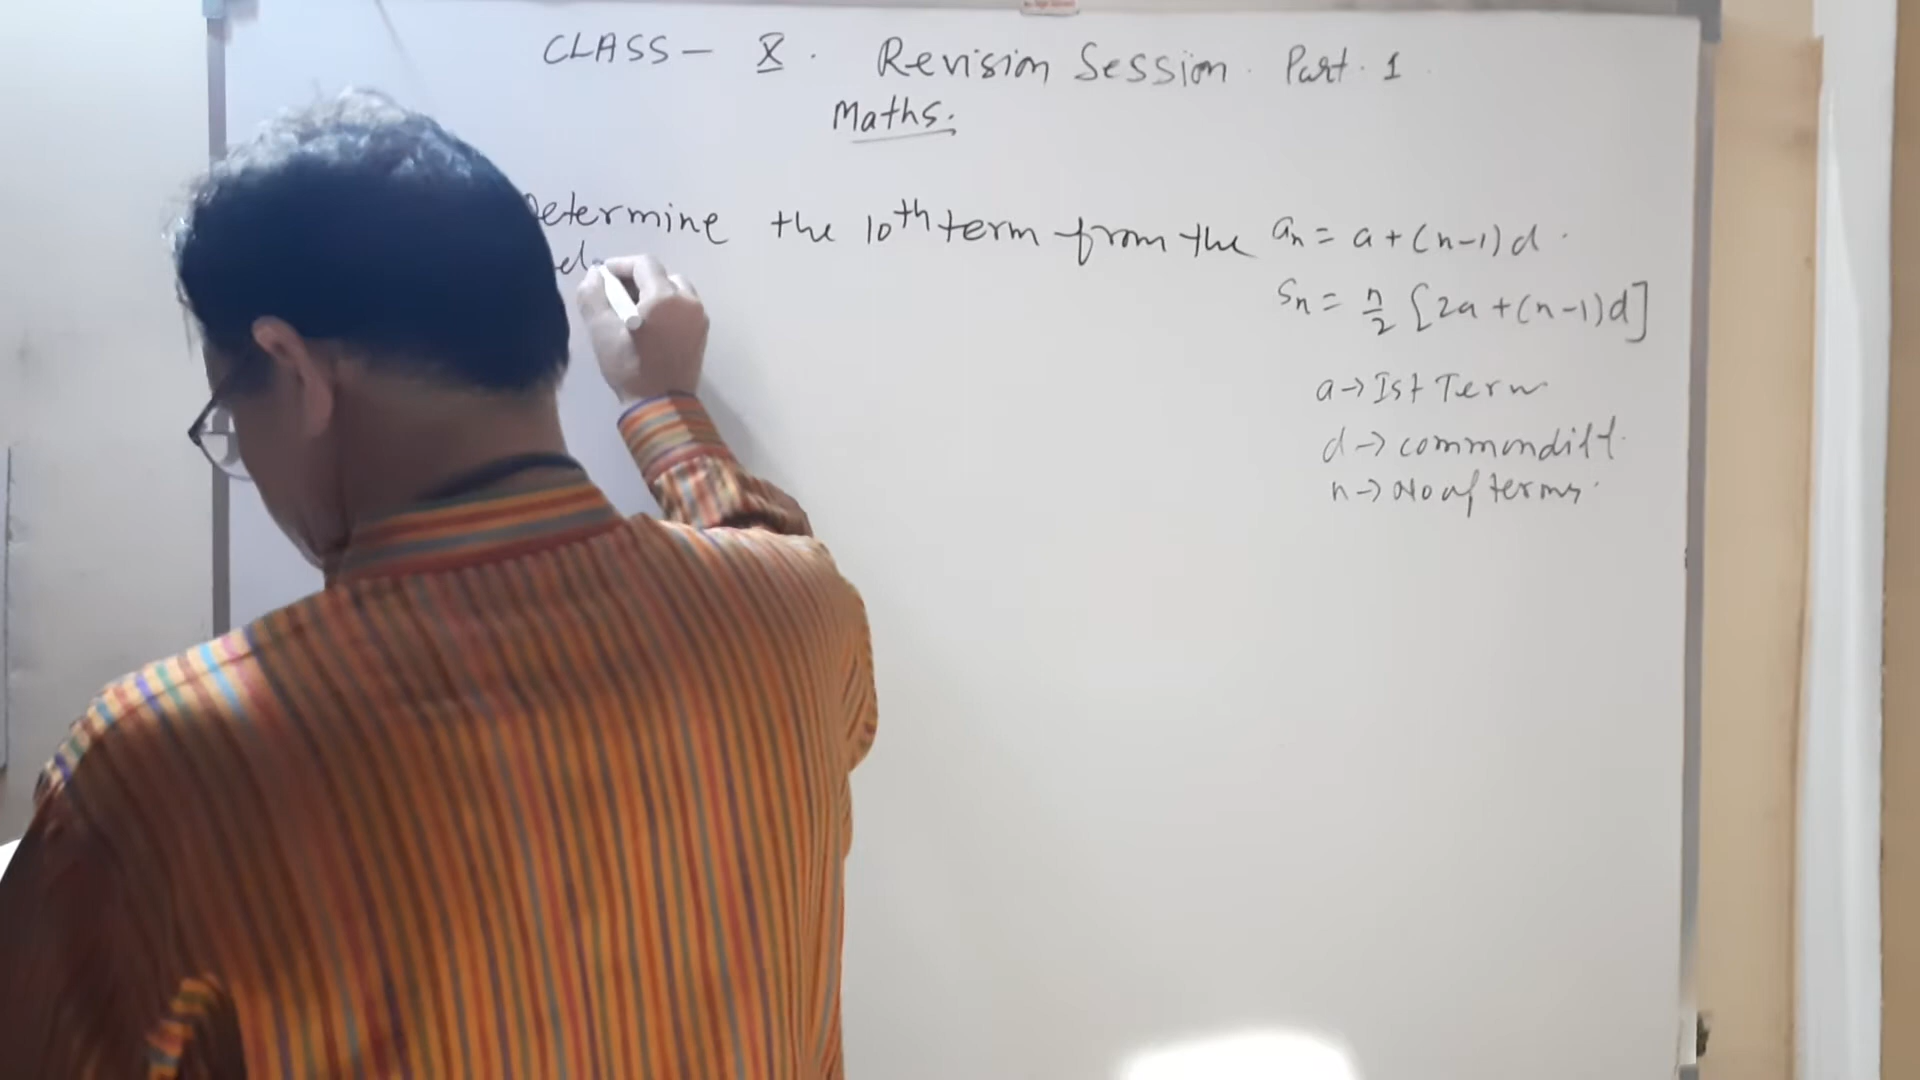 CLASS - X. Revision Session. Part. 1
Maths.
Determine the 10th term from the
aₙ = a + (n-1)d.
Sₙ = n/2 [2a + (n-1)d]
a → Ist Term
d → common diff.
n → No of terms.